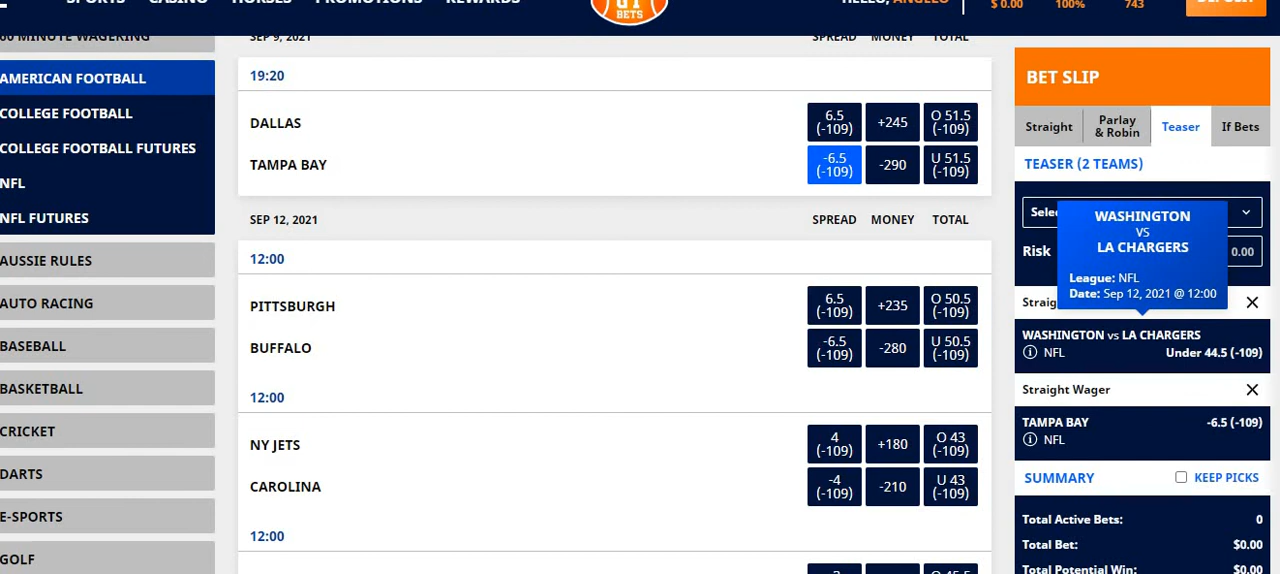 SPORTS CASINO HORSES PROMOTIONS REWARDS
BETS
HELLO, ANGELO
$ 0.00 100% 743
DEPOSIT
60 MINUTE WAGERING
AMERICAN FOOTBALL
COLLEGE FOOTBALL
COLLEGE FOOTBALL FUTURES
NFL
NFL FUTURES
AUSSIE RULES
AUTO RACING
BASEBALL
BASKETBALL
CRICKET
DARTS
E-SPORTS
GOLF
SEP 9, 2021 SPREAD MONEY TOTAL
19:20
DALLAS 6.5 (-109) +245 O 51.5 (-109)
TAMPA BAY -6.5 (-109) -290 U 51.5 (-109)
SEP 12, 2021 SPREAD MONEY TOTAL
12:00
PITTSBURGH 6.5 (-109) +235 O 50.5 (-109)
BUFFALO -6.5 (-109) -280 U 50.5 (-109)
12:00
NY JETS 4 (-109) +180 O 43 (-109)
CAROLINA -4 (-109) -210 U 43 (-109)
12:00
BET SLIP
Straight Parlay & Robin Teaser If Bets
TEASER (2 TEAMS)
WASHINGTON
VS
LA CHARGERS
League: NFL
Date: Sep 12, 2021 @ 12:00
Risk 0.00
WASHINGTON vs LA CHARGERS
NFL Under 44.5 (-109)
Straight Wager
TAMPA BAY -6.5 (-109)
NFL
SUMMARY KEEP PICKS
Total Active Bets: 0
Total Bet: $0.00
Total Potential Win: $0.00